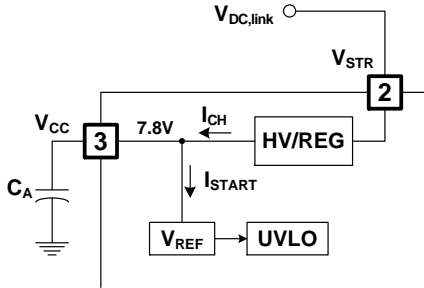 VDC,link
VSTR
2
VCC
7.8V
ICH
3
HV/REG
CA
ISTART
VREF
UVLO